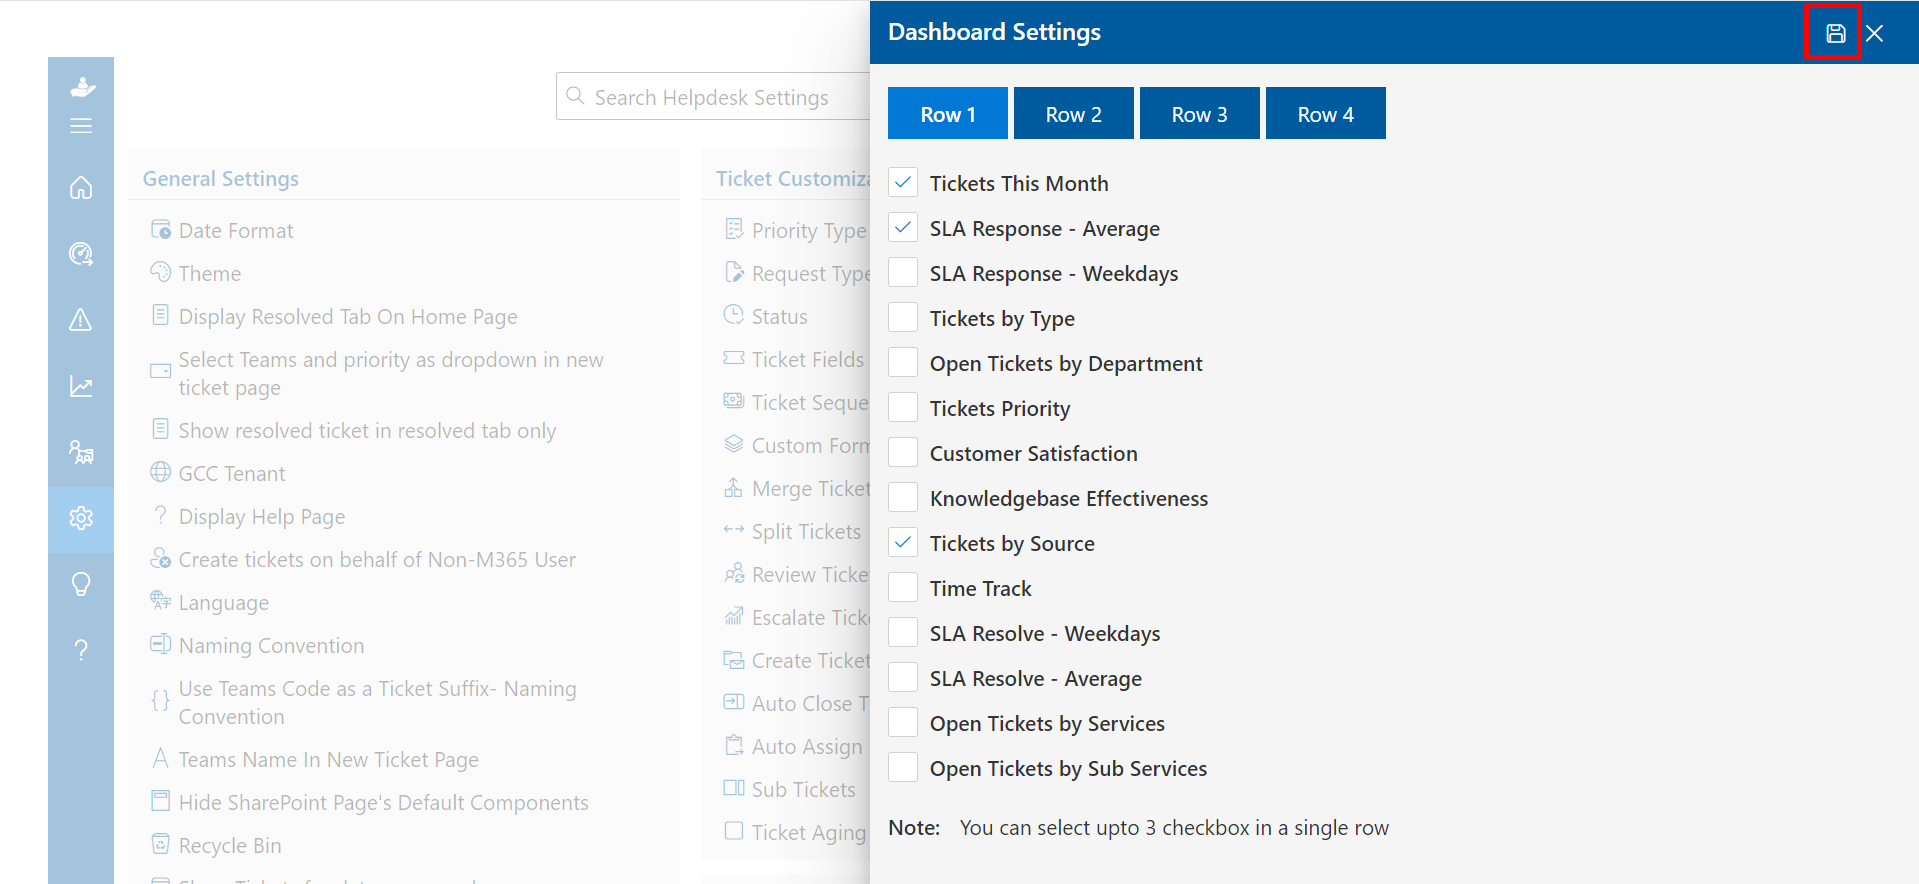 Dashboard Settings
Search Helpdesk Settings
Row 1
Row 2
Row 3
Row 4
General Settings
Date Format
Theme
Display Resolved Tab On Home Page
Select Teams and priority as dropdown in new
ticket page
Show resolved ticket in resolved tab only
GCC Tenant
Display Help Page
Create tickets on behalf of Non-M365 User
Language
Naming Convention
Use Teams Code as a Ticket Suffix- Naming
Convention
Teams Name In New Ticket Page
Hide SharePoint Page's Default Components
Recycle Bin
Ticket Customiza
Priority Type
Request Type
Status
Ticket Fields
Ticket Seque
Custom Form
Merge Ticket
Split Tickets
Review Ticke
Escalate Tick
Create Ticket
Auto Close T
Auto Assign
Sub Tickets
Ticket Aging
Tickets This Month
SLA Response - Average
SLA Response - Weekdays
Tickets by Type
Open Tickets by Department
Tickets Priority
Customer Satisfaction
Knowledgebase Effectiveness
Tickets by Source
Time Track
SLA Resolve - Weekdays
SLA Resolve - Average
Open Tickets by Services
Open Tickets by Sub Services
Note: You can select upto 3 checkbox in a single row